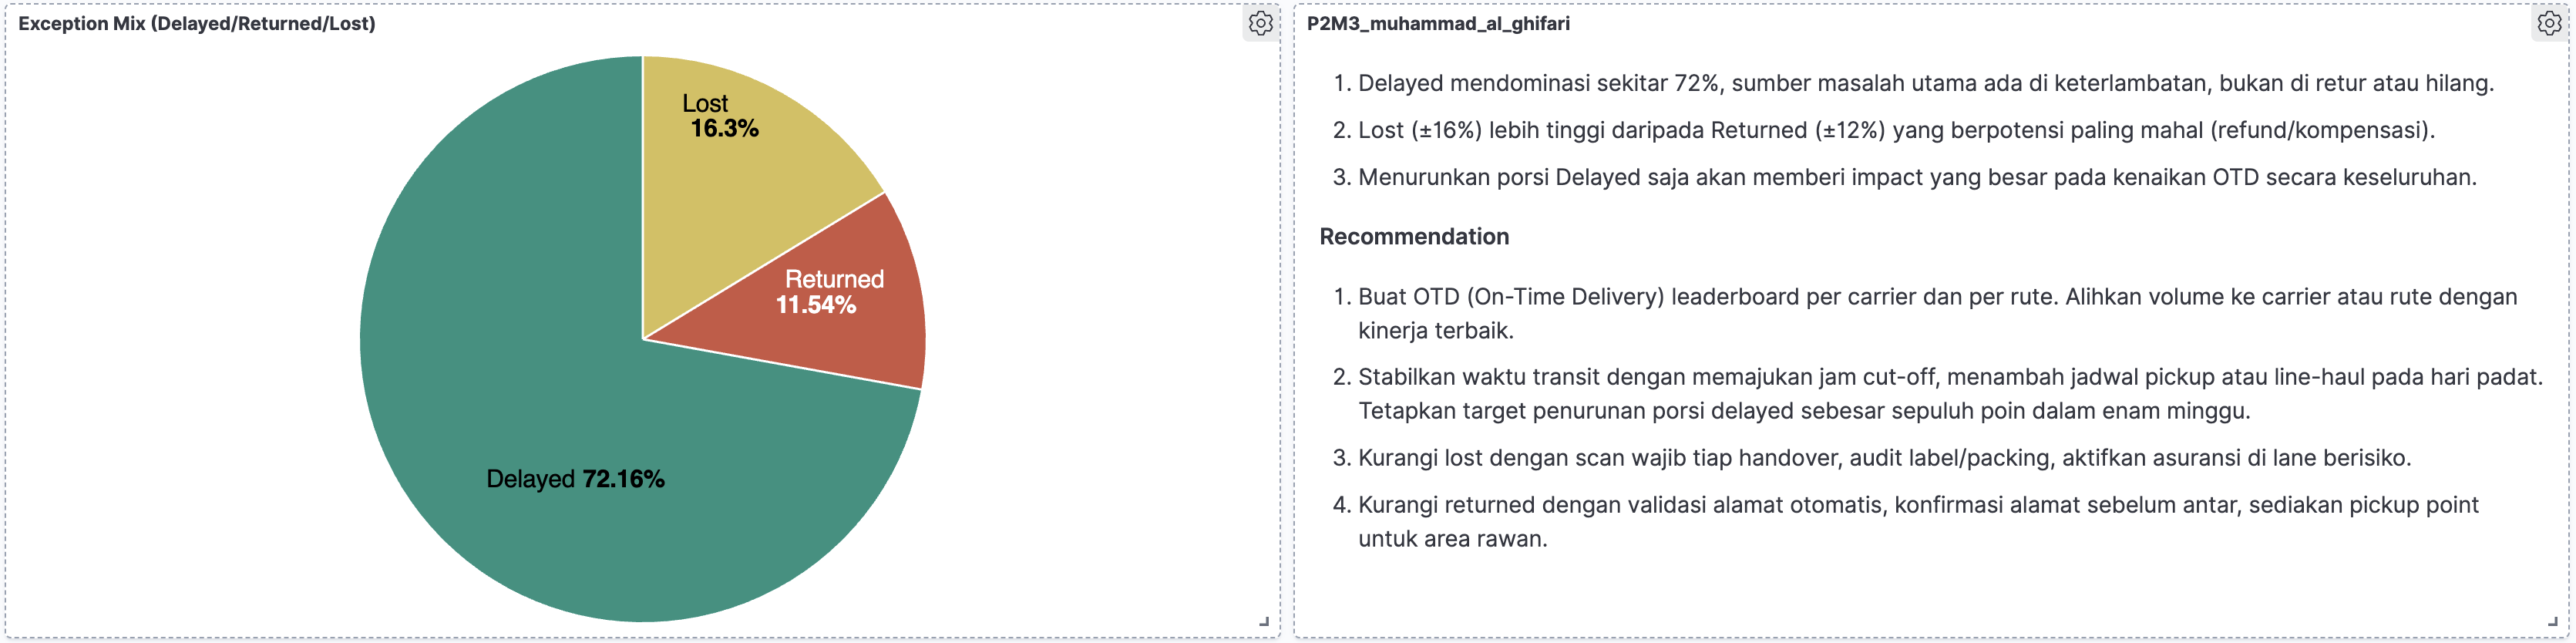 Exception Mix (Delayed/Returned/Lost)
Lost
16.3%
Returned
11.54%
Delayed 72.16%
P2M3_muhammad_al_ghifari
1. Delayed mendominasi sekitar 72%, sumber masalah utama ada di keterlambatan, bukan di retur atau hilang.
2. Lost (±16%) lebih tinggi daripada Returned (±12%) yang berpotensi paling mahal (refund/kompensasi).
3. Menurunkan porsi Delayed saja akan memberi impact yang besar pada kenaikan OTD secara keseluruhan.
Recommendation
1. Buat OTD (On-Time Delivery) leaderboard per carrier dan per rute. Alihkan volume ke carrier atau rute dengan
kinerja terbaik.
2. Stabilkan waktu transit dengan memajukan jam cut-off, menambah jadwal pickup atau line-haul pada hari padat.
Tetapkan target penurunan porsi delayed sebesar sepuluh poin dalam enam minggu.
3. Kurangi lost dengan scan wajib tiap handover, audit label/packing, aktifkan asuransi di lane berisiko.
4. Kurangi returned dengan validasi alamat otomatis, konfirmasi alamat sebelum antar, sediakan pickup point
untuk area rawan.